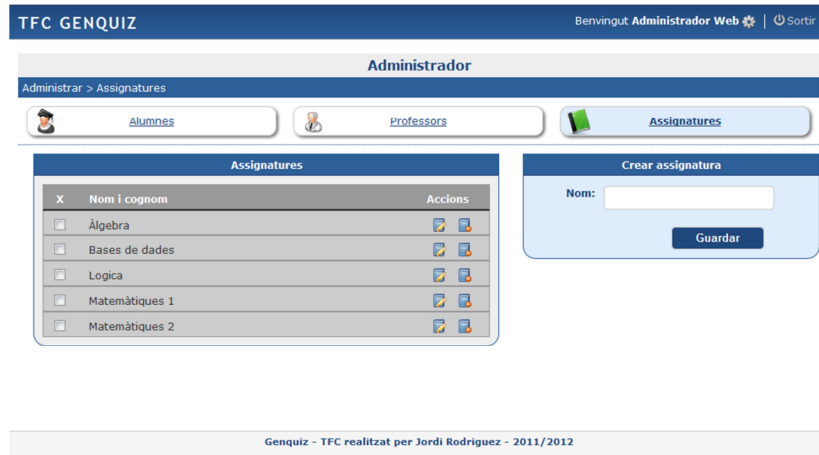 TFC GENQUIZ
Benvingut Administrador Web | Sortir
Administrador
Administrar > Assignatures
Alumnes Professors Assignatures
Assignatures
X Nom i cognom Accions
Àlgebra
Bases de dades
Logica
Matemàtiques 1
Matemàtiques 2
Crear assignatura
Nom:
Guardar
Genquiz - TFC realitzat per Jordi Rodriguez - 2011/2012